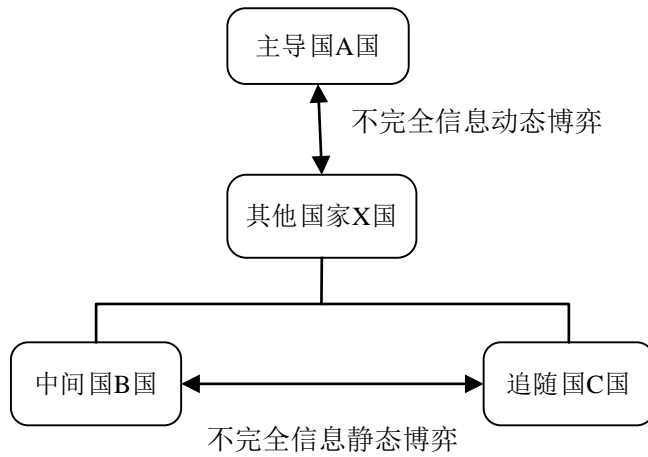 主导国A国
不完全信息动态博弈
其他国家X国
中间国B国
追随国C国
不完全信息静态博弈